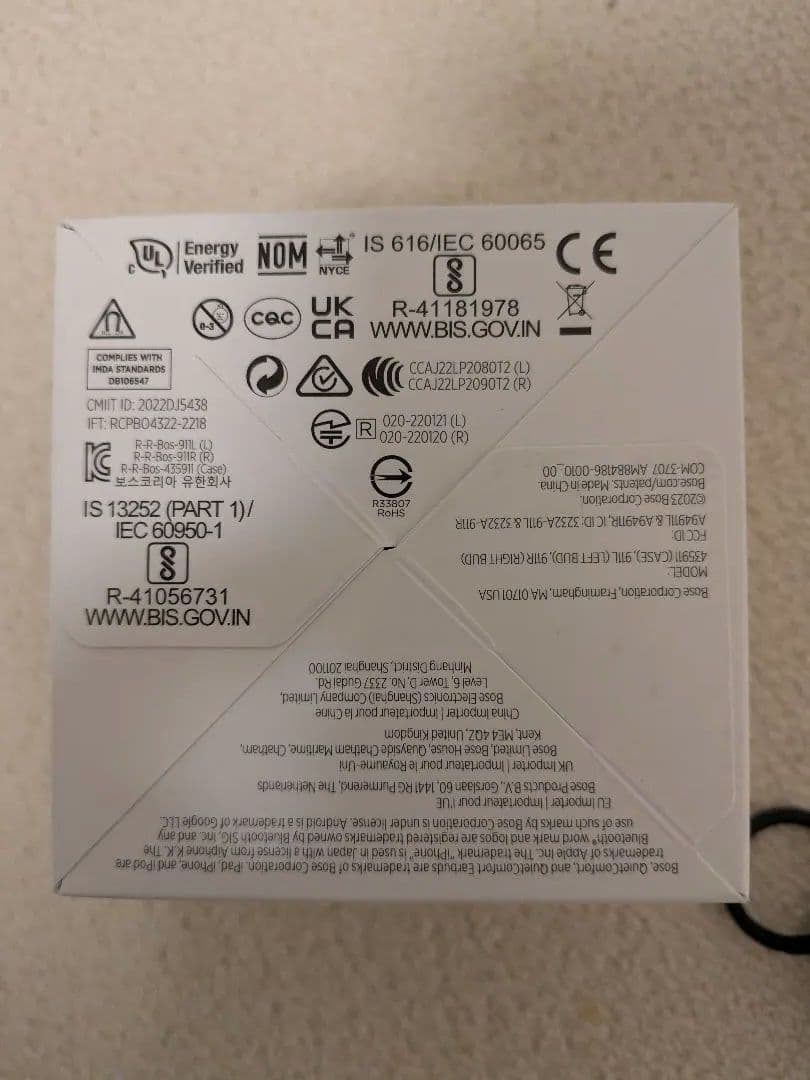 c UL Energy
Verified
NOM
NYCE
IS 616/IEC 60065
R-41181978
WWW.BIS.GOV.IN
CE
0-3
CQC
UK
CA
COMPLIES WITH
IMDA STANDARDS
DB106547
CCAJ22LP2080T2 (L)
CCAJ22LP2090T2 (R)
CMIIT ID: 2022DJ5438
IFT: RCPBO4322-2218
R 020-220121 (L)
020-220120 (R)
R-R-Bos-911L (L)
R-R-Bos-911R (R)
R-R-Bos-435911 (Case)
보스코리아 유한회사
R33807
RoHS
IS 13252 (PART 1)/
IEC 60950-1
R-41056731
WWW.BIS.GOV.IN
Bose Corporation, Framingham, MA 01701 USA
MODEL:
435911 (CASE), 911L (LEFT BUD), 911R (RIGHT BUD)
FCC ID:
A94911L & A94911R, IC ID: 3232A-911L & 3232A-911R
©2023 Bose Corporation.
Bose.com/patents. Made in China.
COM-3707 AM884186-0010_00
Bose, QuietComfort, and QuietComfort Earbuds are trademarks of Bose Corporation. iPad, iPhone, and iPod are
trademarks of Apple Inc. The trademark "iPhone" is used in Japan with a license from Aiphone K.K. The
Bluetooth® word mark and logos are registered trademarks owned by Bluetooth SIG, Inc. and any
use of such marks by Bose Corporation is under license. Android is a trademark of Google LLC.
EU Importer | Importateur pour l'UE
Bose Products B.V., Gorslaan 60, 1441 RG Purmerend, The Netherlands
UK Importer | Importateur pour le Royaume-Uni
Bose Limited, Bose House, Quayside Chatham Maritime, Chatham,
Kent, ME4 4QZ, United Kingdom
China Importer | Importateur pour la Chine
Bose Electronics (Shanghai) Company Limited,
Level 6, Tower D, No. 2337 Gudai Rd.
Minhang District, Shanghai 201100